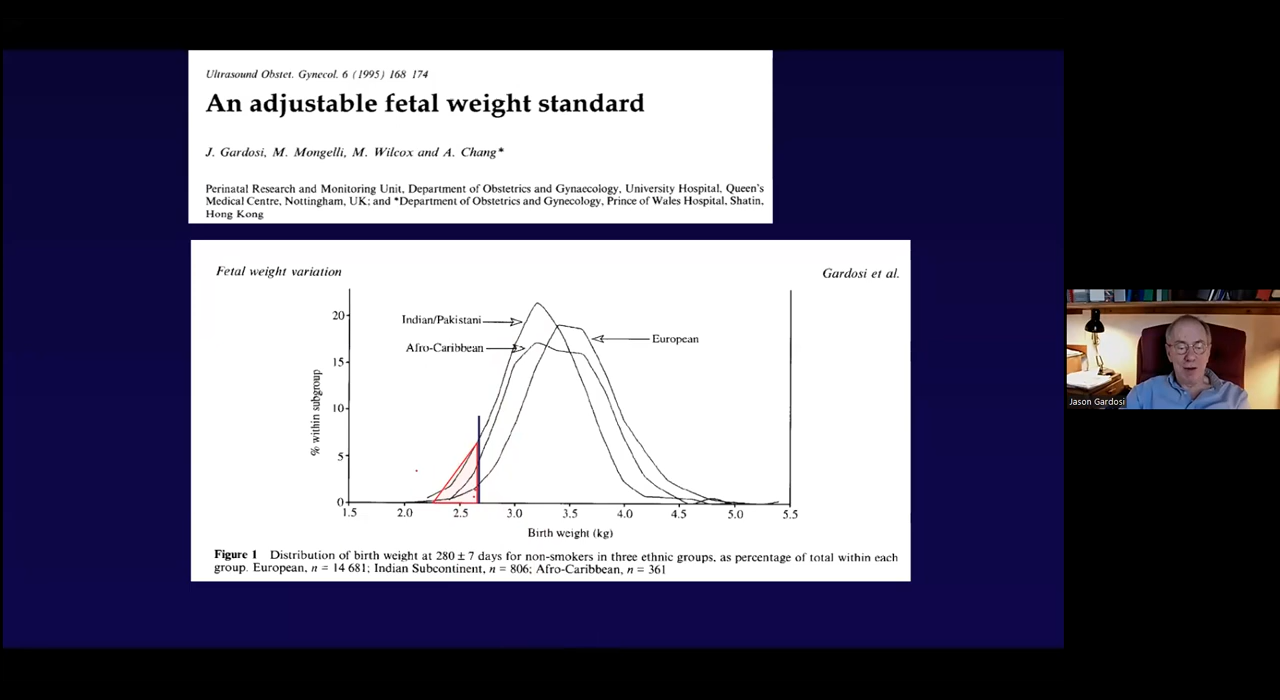 Ultrasound Obstet. Gynecol. 6 (1995) 168 174
An adjustable fetal weight standard
J. Gardosi, M. Mongelli, M. Wilcox and A. Chang*
Perinatal Research and Monitoring Unit, Department of Obstetrics and Gynaecology, University Hospital, Queen's
Medical Centre, Nottingham, UK; and *Department of Obstetrics and Gynecology, Prince of Wales Hospital, Shatin,
Hong Kong
Fetal weight variation
Gardosi et al.
% within subgroup
20
15
10
5
0
Indian/Pakistani
Afro-Caribbean
European
1.5 2.0 2.5 3.0 3.5 4.0 4.5 5.0 5.5
Birth weight (kg)
Figure 1 Distribution of birth weight at 280 ± 7 days for non-smokers in three ethnic groups, as percentage of total within each
group. European, n = 14 681; Indian Subcontinent, n = 806; Afro-Caribbean, n = 361
Jason Gardosi